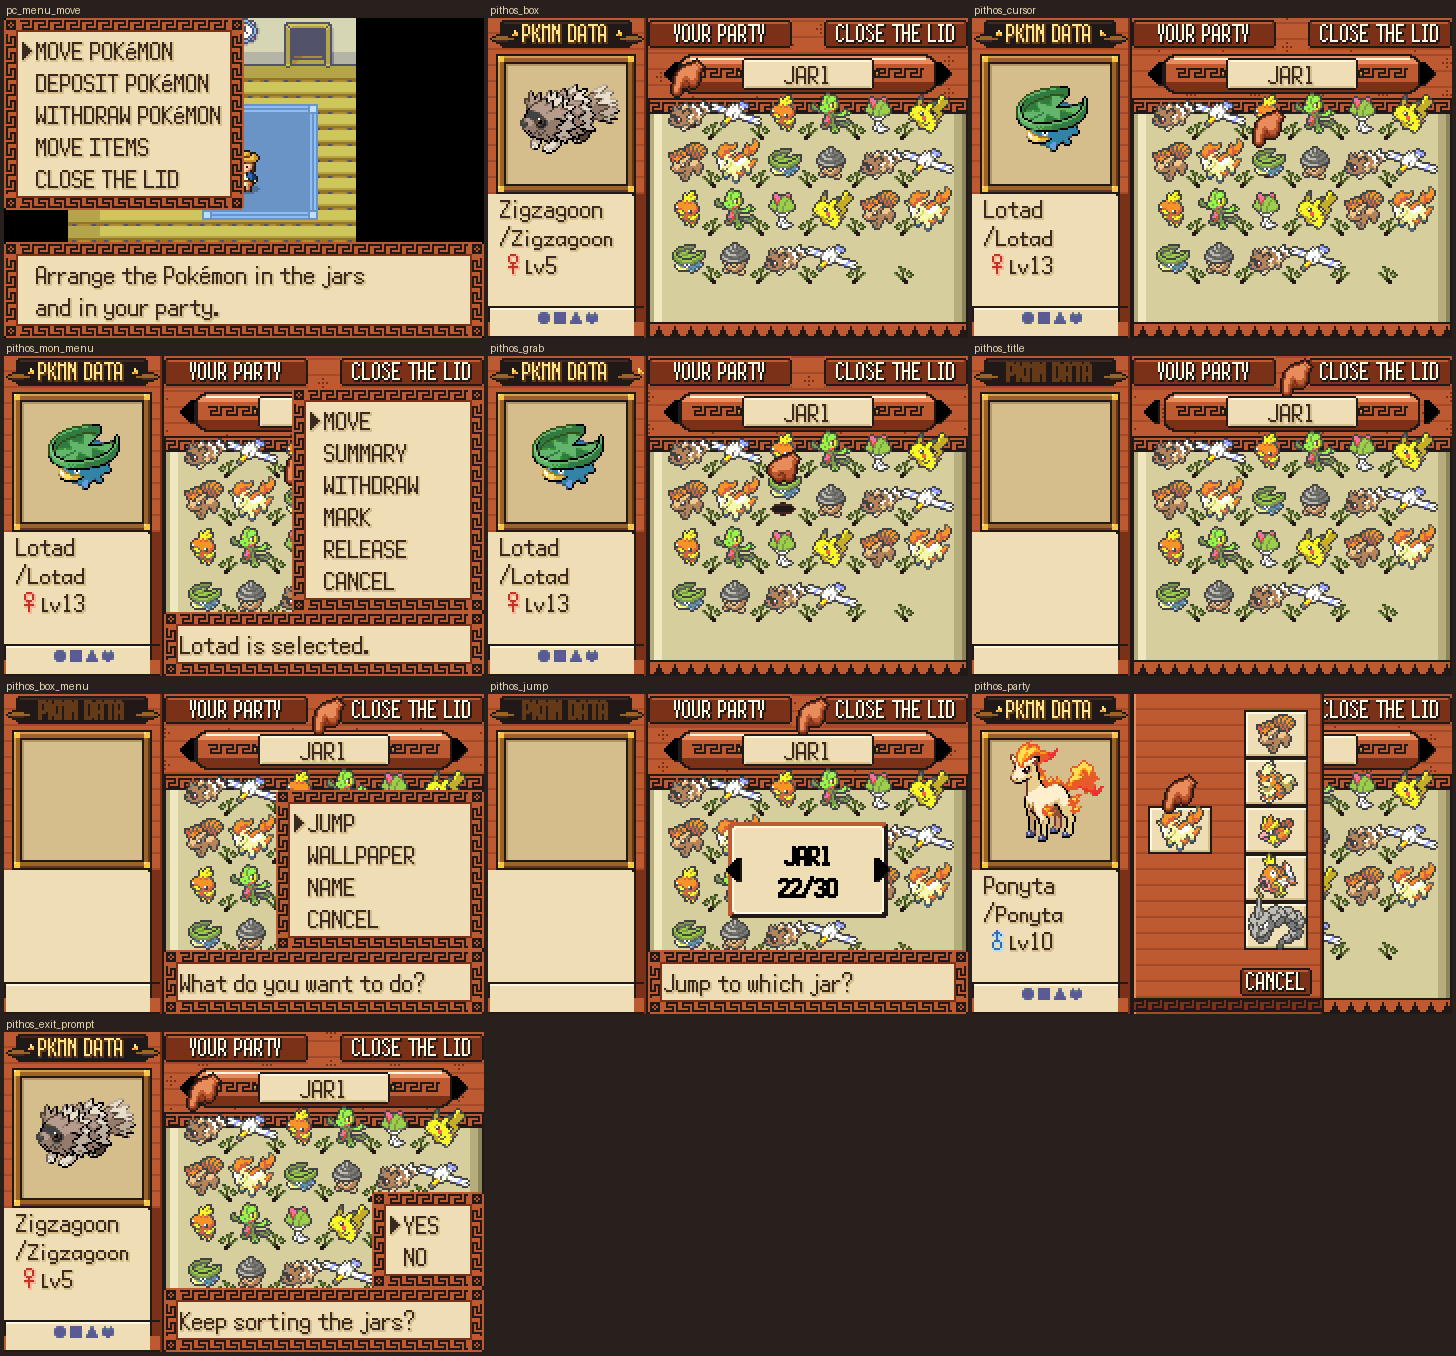 pc_menu_move
MOVE POKéMON
DEPOSIT POKéMON
WITHDRAW POKéMON
MOVE ITEMS
CLOSE THE LID
Arrange the Pokémon in the jars
and in your party.
pithos_box
PKMN DATA
YOUR PARTY
CLOSE THE LID
JAR1
Zigzagoon
/Zigzagoon
♀ Lv5
pithos_cursor
PKMN DATA
YOUR PARTY
CLOSE THE LID
JAR1
Lotad
/Lotad
♀ Lv13
pithos_mon_menu
PKMN DATA
YOUR PARTY
CLOSE THE LID
MOVE
SUMMARY
WITHDRAW
MARK
RELEASE
CANCEL
Lotad
/Lotad
♀ Lv13
Lotad is selected.
pithos_grab
PKMN DATA
YOUR PARTY
CLOSE THE LID
JAR1
Lotad
/Lotad
♀ Lv13
pithos_title
PKMN DATA
YOUR PARTY
CLOSE THE LID
JAR1
pithos_box_menu
PKMN DATA
YOUR PARTY
CLOSE THE LID
JAR1
JUMP
WALLPAPER
NAME
CANCEL
What do you want to do?
pithos_jump
PKMN DATA
YOUR PARTY
CLOSE THE LID
JAR1
JAR1
22/30
Jump to which jar?
pithos_party
PKMN DATA
CLOSE THE LID
Ponyta
/Ponyta
♂ Lv10
CANCEL
pithos_exit_prompt
PKMN DATA
YOUR PARTY
CLOSE THE LID
JAR1
Zigzagoon
/Zigzagoon
♀ Lv5
YES
NO
Keep sorting the jars?